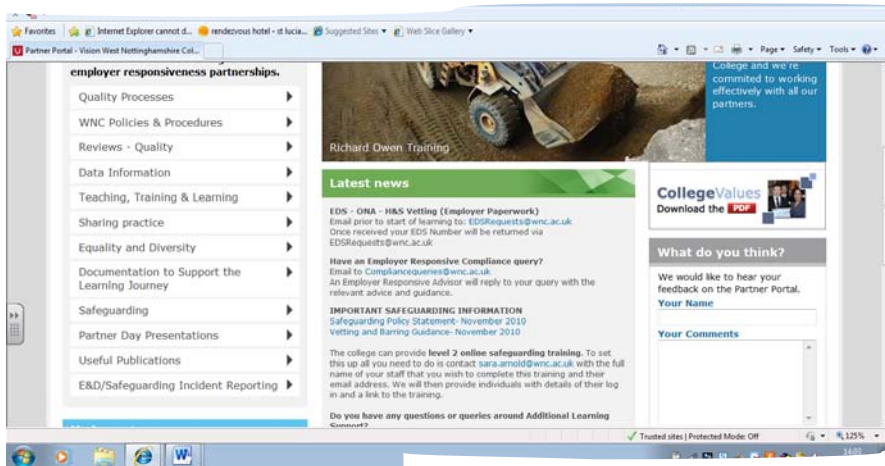 Favorites
Internet Explorer cannot d...
rendezvous hotel - st lucia...
Suggested Sites
Web Slice Gallery
Partner Portal - Vision West Nottinghamshire Col...
Page
Safety
Tools
employer responsiveness partnerships.
Quality Processes
WNC Policies & Procedures
Reviews - Quality
Data Information
Teaching, Training & Learning
Sharing practice
Equality and Diversity
Documentation to Support the
Learning Journey
Safeguarding
Partner Day Presentations
Useful Publications
E&D/Safeguarding Incident Reporting
Richard Owen Training
College and we're
commited to working
effectively with all our
partners.
Latest news
EDS - ONA - H&S Vetting (Employer Paperwork)
Email prior to start of learning to: EDSRequests@wnc.ac.uk
Once received your EDS Number will be returned via
EDSRequests@wnc.ac.uk
Have an Employer Responsive Compliance query?
Email to Compliancequeries@wnc.ac.uk
An Employer Responsive Advisor will reply to your query with the
relevant advice and guidance.
IMPORTANT SAFEGUARDING INFORMATION
Safeguarding Policy Statement- November 2010
Vetting and Barring Guidance- November 2010
The college can provide level 2 online safeguarding training. To set
this up all you need to do is contact sara.arnold@wnc.ac.uk with the full
name of your staff that you wish to complete this training and their
email address. We will then provide individuals with details of their log
in and a link to the training.
Do you have any questions or queries around Additional Learning
Support?
CollegeValues
Download the PDF
What do you think?
We would like to hear your
feedback on the Partner Portal.
Your Name
Your Comments
Trusted sites | Protected Mode: Off
125%